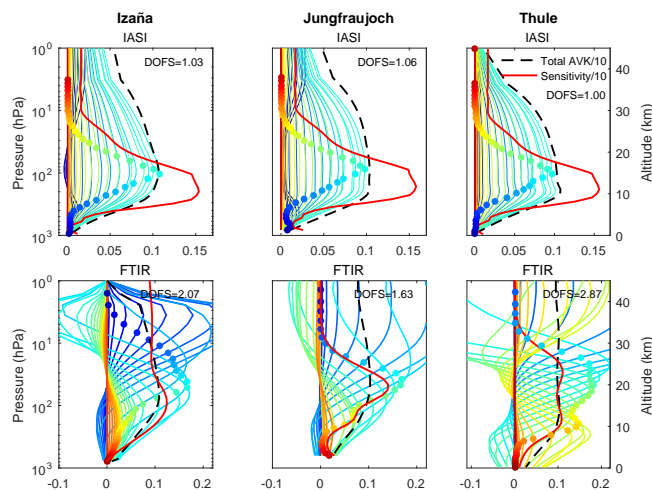 Izaña Jungfraujoch Thule
IASI IASI IASI
DOFS=1.03 DOFS=1.06 Total AVK/10
Sensitivity/10
DOFS=1.00
Pressure (hPa)
10^0
10^1
10^2
10^3
0 0.05 0.1 0.15
0 0.05 0.1 0.15
0 0.05 0.1 0.15
Altitude (km)
40
30
20
10
0
FTIR FTIR FTIR
DOFS=2.07 DOFS=1.63 DOFS=2.87
Pressure (hPa)
10^0
10^1
10^2
10^3
-0.1 0 0.1 0.2
0 0.1 0.2
-0.1 0 0.1 0.2
Altitude (km)
40
30
20
10
0